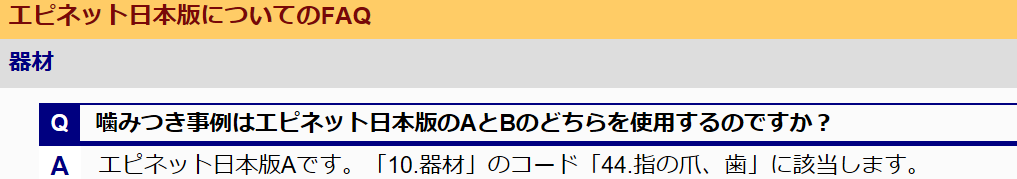 エピネット日本版についてのFAQ
器材
Q 噛みつき事例はエピネット日本版のAとBのどちらを使用するのですか？
A エピネット日本版Aです。「10.器材」のコード「44.指の爪、歯」に該当します。